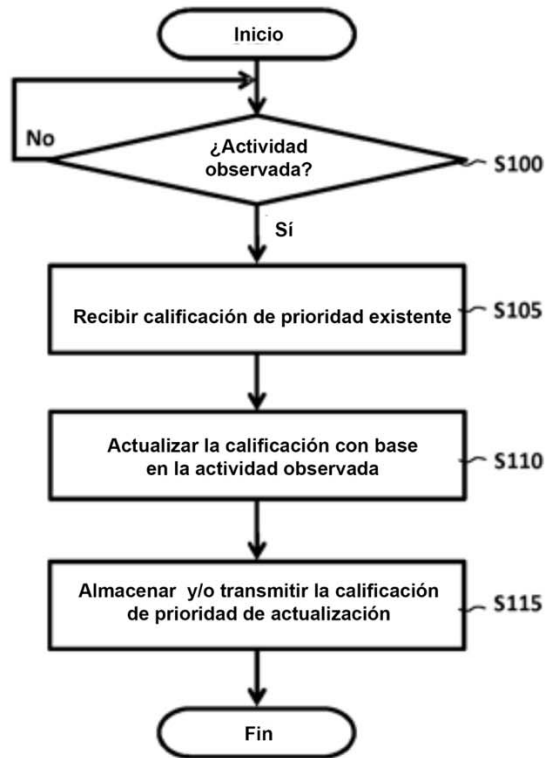 Inicio
No
¿Actividad
observada?
S100
Sí
Recibir calificación de prioridad existente
S105
Actualizar la calificación con base
en la actividad observada
S110
Almacenar y/o transmitir la calificación
de prioridad de actualización
S115
Fin